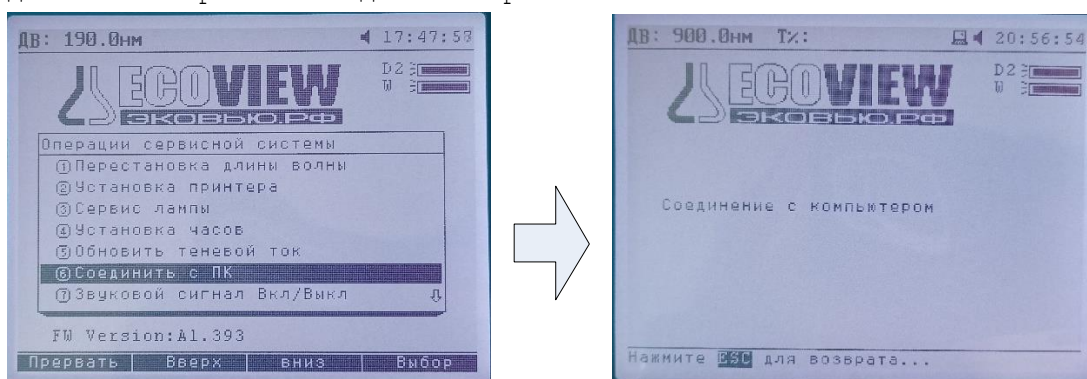 ДВ: 190.0нм 17:47:58
ECOVIEW
D2
W
ЭКОВЬЮ.РФ
Операции сервисной системы
①Перестановка длины волны
②Установка принтера
③Сервис лампы
④Установка часов
⑤Обновить теневой ток
⑥Соединить с ПК
⑦Звуковой сигнал Вкл/Выкл
FW Version:A1.393
Прервать Вверх вниз Выбор
ДВ: 900.0нм T%: 20:56:54
ECOVIEW
D2
W
ЭКОВЬЮ.РФ
Соединение с компьютером
Нажмите ESC для возврата...